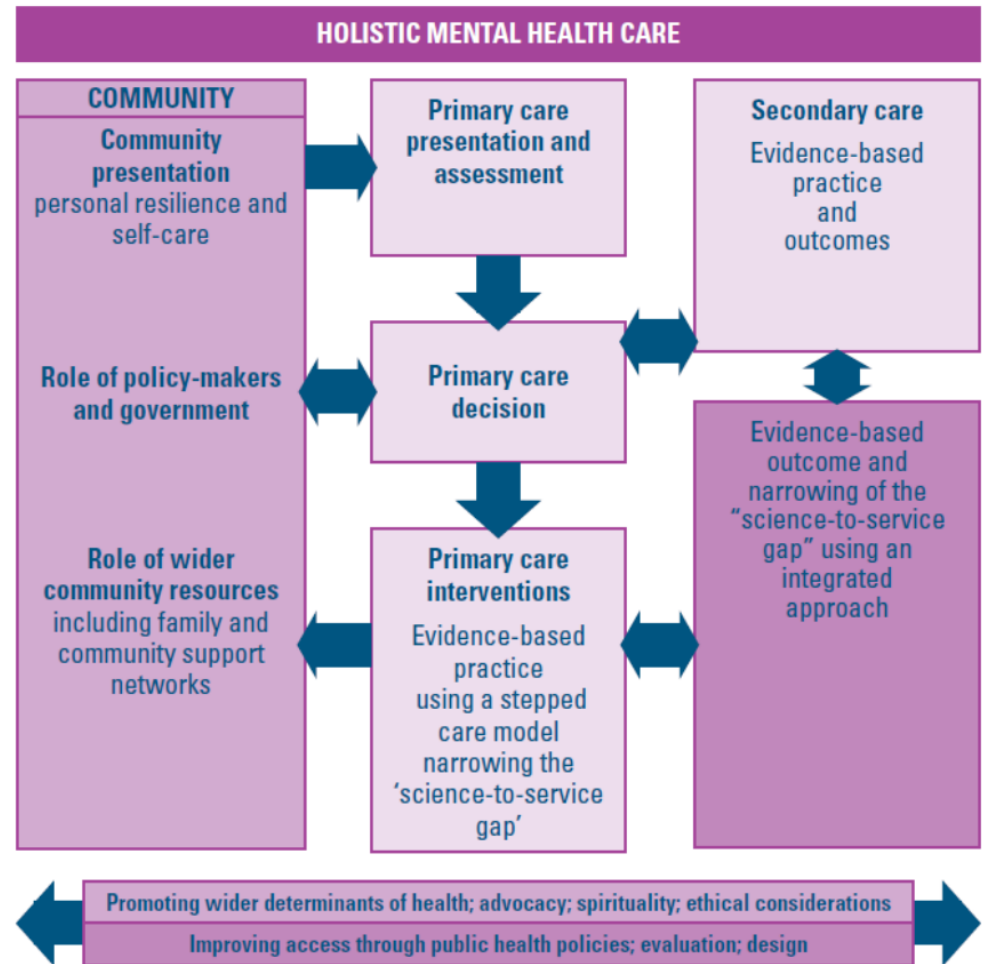 HOLISTIC MENTAL HEALTH CARE
COMMUNITY
Community
presentation
personal resilience and
self-care
Role of policy-makers
and government
Role of wider
community resources
including family and
community support
networks
Primary care
presentation and
assessment
Primary care
decision
Primary care
interventions
Evidence-based
practice
using a stepped
care model
narrowing the
‘science-to-service
gap’
Secondary care
Evidence-based
practice
and
outcomes
Evidence-based
outcome and
narrowing of the
“science-to-service
gap” using an
integrated
approach
Promoting wider determinants of health; advocacy; spirituality; ethical considerations
Improving access through public health policies; evaluation; design